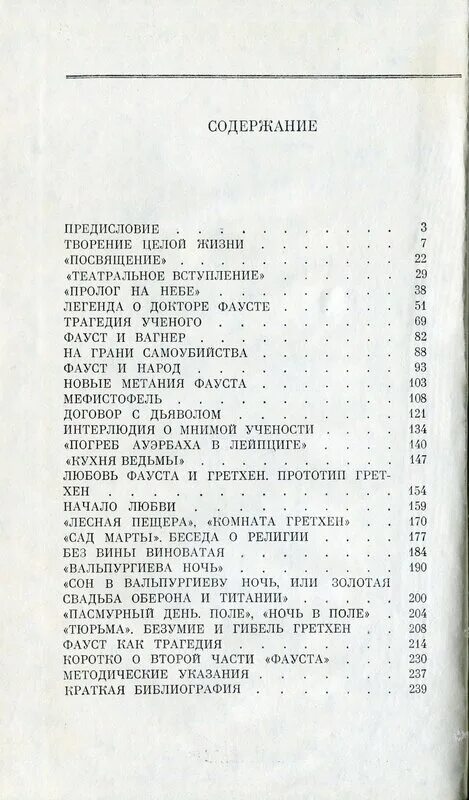 СОДЕРЖАНИЕ
ПРЕДИСЛОВИЕ . . . . . . . . . . . 3
ТВОРЕНИЕ ЦЕЛОЙ ЖИЗНИ . . . . . . . 7
«ПОСВЯЩЕНИЕ» . . . . . . . . . . . 22
«ТЕАТРАЛЬНОЕ ВСТУПЛЕНИЕ» . . . . . . 29
«ПРОЛОГ НА НЕБЕ» . . . . . . . . . 38
ЛЕГЕНДА О ДОКТОРЕ ФАУСТЕ . . . . . . 51
ТРАГЕДИЯ УЧЕНОГО . . . . . . . . . 69
ФАУСТ И ВАГНЕР . . . . . . . . . . 82
НА ГРАНИ САМОУБИЙСТВА . . . . . . . 88
ФАУСТ И НАРОД . . . . . . . . . . 93
НОВЫЕ МЕТАНИЯ ФАУСТА . . . . . . . 103
МЕФИСТОФЕЛЬ . . . . . . . . . . . 108
ДОГОВОР С ДЬЯВОЛОМ . . . . . . . . 121
ИНТЕРЛЮДИЯ О МНИМОЙ УЧЕНОСТИ . . . . 134
«ПОГРЕБ АУЭРБАХА В ЛЕЙПЦИГЕ» . . . . 140
«КУХНЯ ВЕДЬМЫ» . . . . . . . . . . 147
ЛЮБОВЬ ФАУСТА И ГРЕТХЕН. ПРОТОТИП ГРЕТ-
ХЕН . . . . . . . . . . . . . . 154
НАЧАЛО ЛЮБВИ . . . . . . . . . . . 159
«ЛЕСНАЯ ПЕЩЕРА», «КОМНАТА ГРЕТХЕН» . . 170
«САД МАРТЫ». БЕСЕДА О РЕЛИГИИ . . . . 177
БЕЗ ВИНЫ ВИНОВАТАЯ . . . . . . . . 184
«ВАЛЬПУРГИЕВА НОЧЬ» . . . . . . . . 190
«СОН В ВАЛЬПУРГИЕВУ НОЧЬ, ИЛИ ЗОЛОТАЯ
СВАДЬБА ОБЕРОНА И ТИТАНИИ» . . . . . 200
«ПАСМУРНЫЙ ДЕНЬ. ПОЛЕ», «НОЧЬ В ПОЛЕ» . 204
«ТЮРЬМА». БЕЗУМИЕ И ГИБЕЛЬ ГРЕТХЕН . . 208
ФАУСТ КАК ТРАГЕДИЯ . . . . . . . . 214
КОРОТКО О ВТОРОЙ ЧАСТИ «ФАУСТА» . . . 230
МЕТОДИЧЕСКИЕ УКАЗАНИЯ . . . . . . . 237
КРАТКАЯ БИБЛИОГРАФИЯ . . . . . . . 239